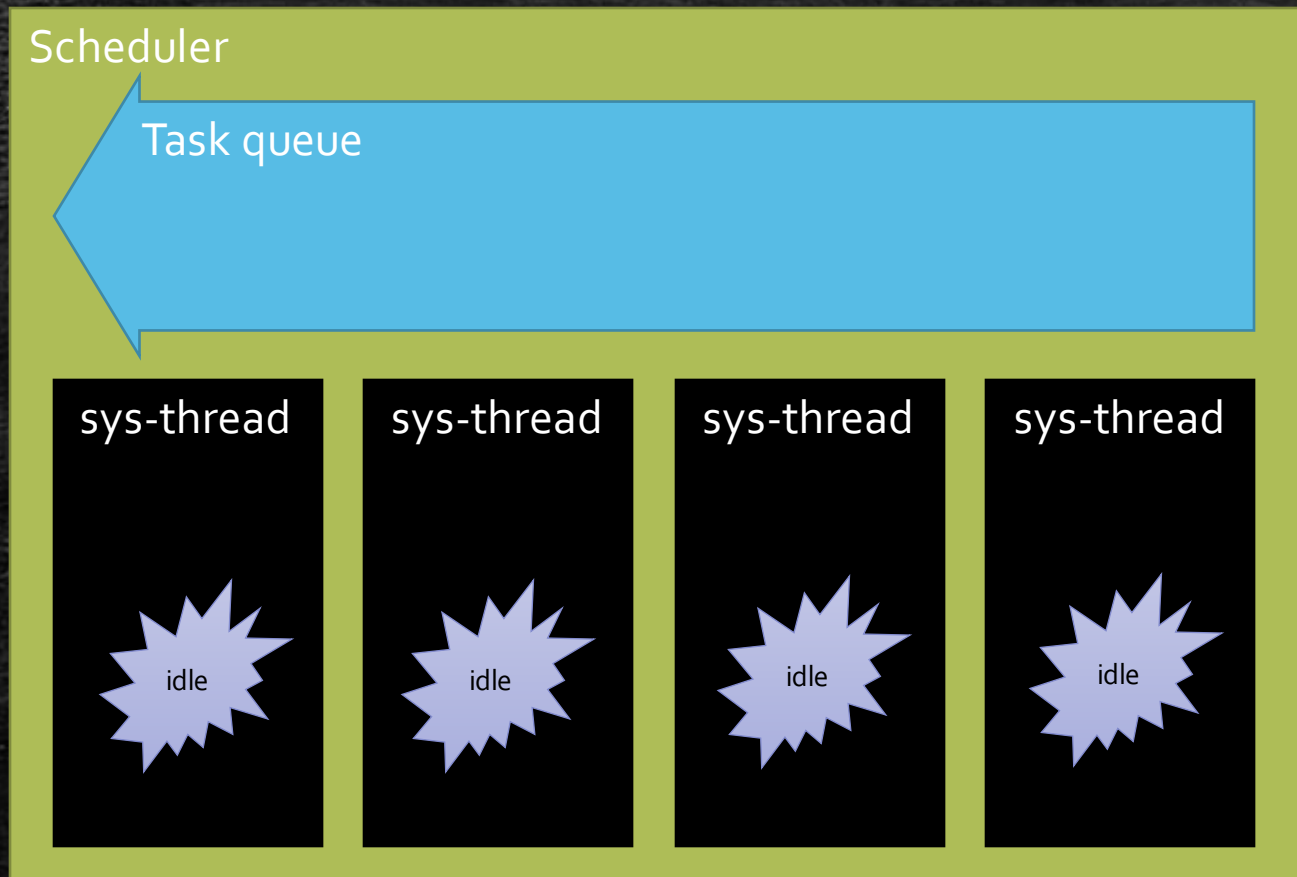 Scheduler
Task queue
sys-thread
sys-thread
sys-thread
sys-thread
idle
idle
idle
idle